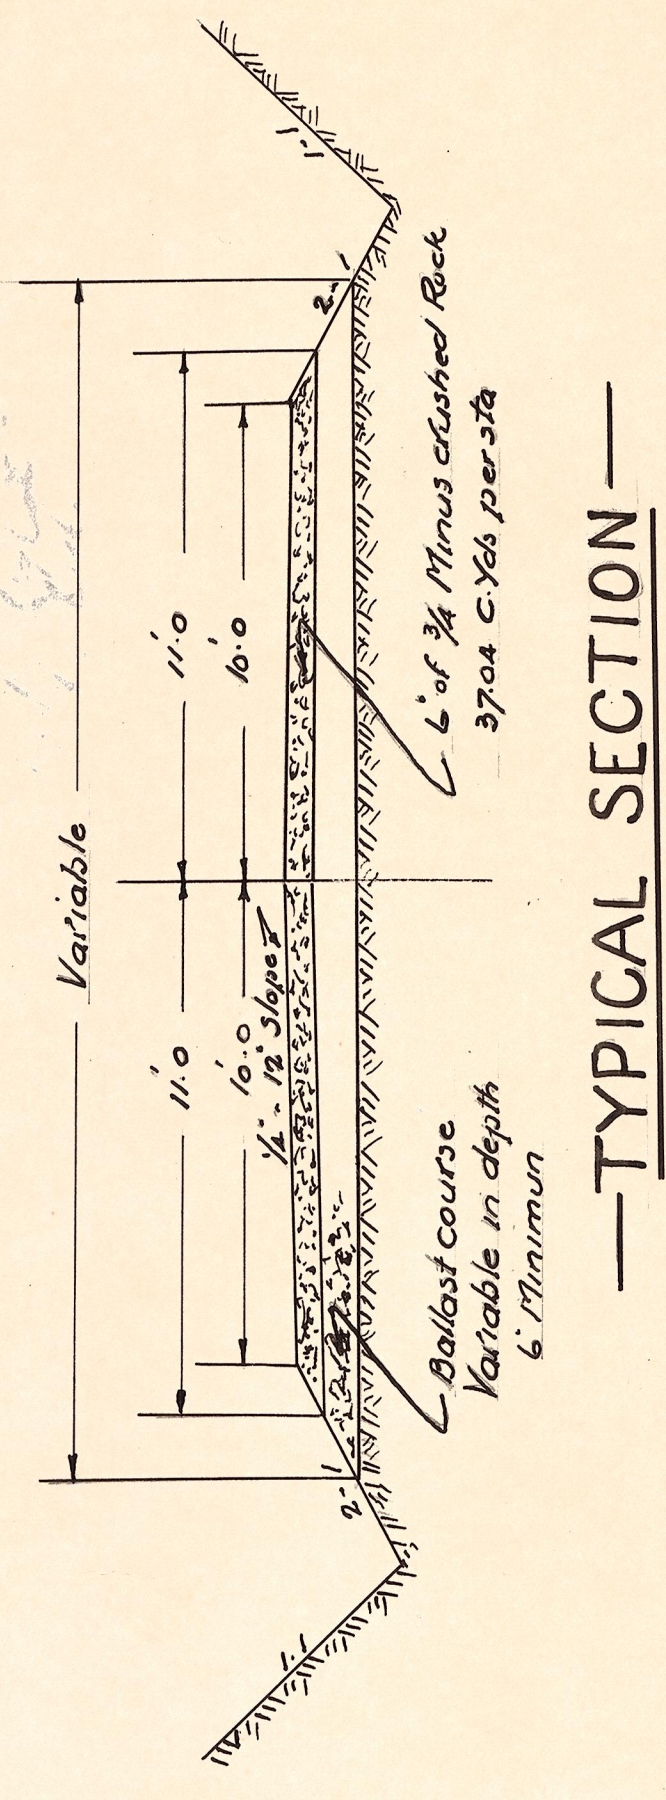 Variable
11'.0
11'.0
10'.0
10'.0
1/2" - 12" Slope
1-1
2-1
2-1
1-1
Ballast course
Variable in depth
6" Minimun
6" of 3/4 Minus crushed Rock
37.04 C.Yds per sta
—TYPICAL SECTION—